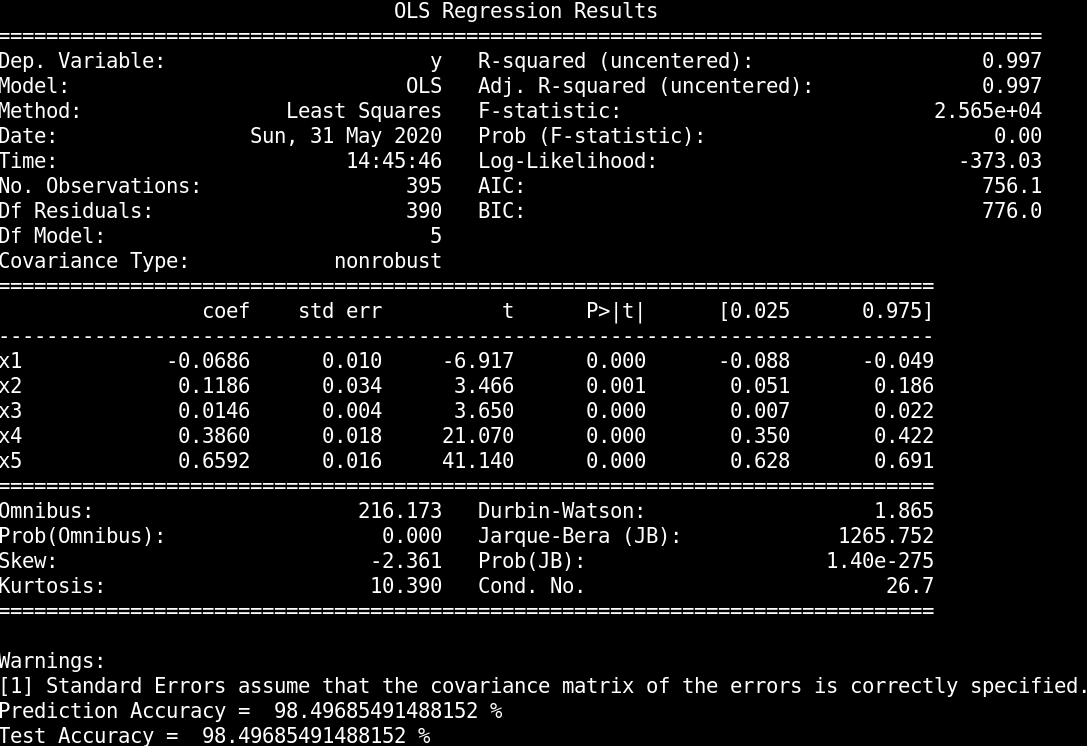 OLS Regression Results
==============================================================================
Dep. Variable: y R-squared (uncentered): 0.997
Model: OLS Adj. R-squared (uncentered): 0.997
Method: Least Squares F-statistic: 2.565e+04
Date: Sun, 31 May 2020 Prob (F-statistic): 0.00
Time: 14:45:46 Log-Likelihood: -373.03
No. Observations: 395 AIC: 756.1
Df Residuals: 390 BIC: 776.0
Df Model: 5
Covariance Type: nonrobust
==============================================================================
coef std err t P>|t| [0.025 0.975]
------------------------------------------------------------------------------
x1 -0.0686 0.010 -6.917 0.000 -0.088 -0.049
x2 0.1186 0.034 3.466 0.001 0.051 0.186
x3 0.0146 0.004 3.650 0.000 0.007 0.022
x4 0.3860 0.018 21.070 0.000 0.350 0.422
x5 0.6592 0.016 41.140 0.000 0.628 0.691
==============================================================================
Omnibus: 216.173 Durbin-Watson: 1.865
Prob(Omnibus): 0.000 Jarque-Bera (JB): 1265.752
Skew: -2.361 Prob(JB): 1.40e-275
Kurtosis: 10.390 Cond. No. 26.7
==============================================================================
Warnings:
[1] Standard Errors assume that the covariance matrix of the errors is correctly specified.
Prediction Accuracy = 98.49685491488152 %
Test Accuracy = 98.49685491488152 %